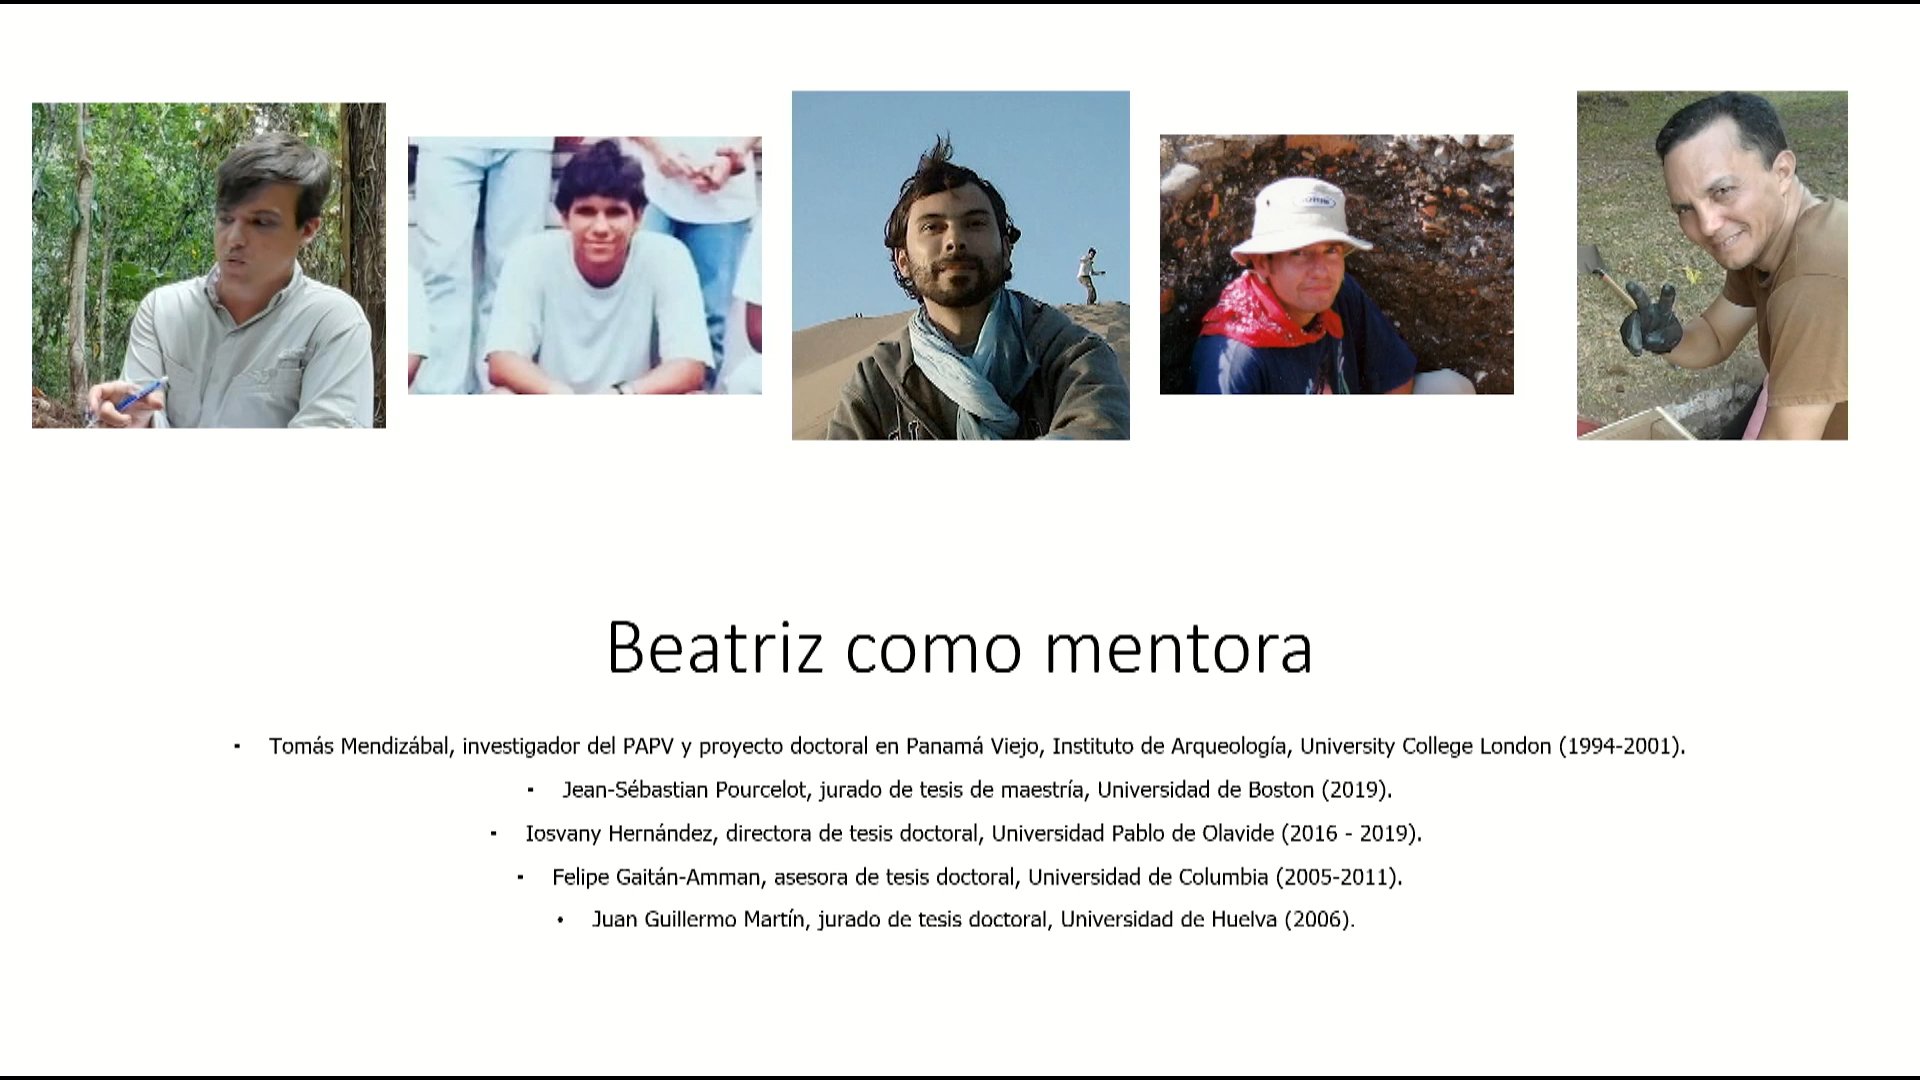 Beatriz como mentora
▪ Tomás Mendizábal, investigador del PAPV y proyecto doctoral en Panamá Viejo, Instituto de Arqueología, University College London (1994-2001).
▪ Jean-Sébastian Pourcelot, jurado de tesis de maestría, Universidad de Boston (2019).
▪ Iosvany Hernández, directora de tesis doctoral, Universidad Pablo de Olavide (2016 - 2019).
▪ Felipe Gaitán-Amman, asesora de tesis doctoral, Universidad de Columbia (2005-2011).
• Juan Guillermo Martín, jurado de tesis doctoral, Universidad de Huelva (2006).